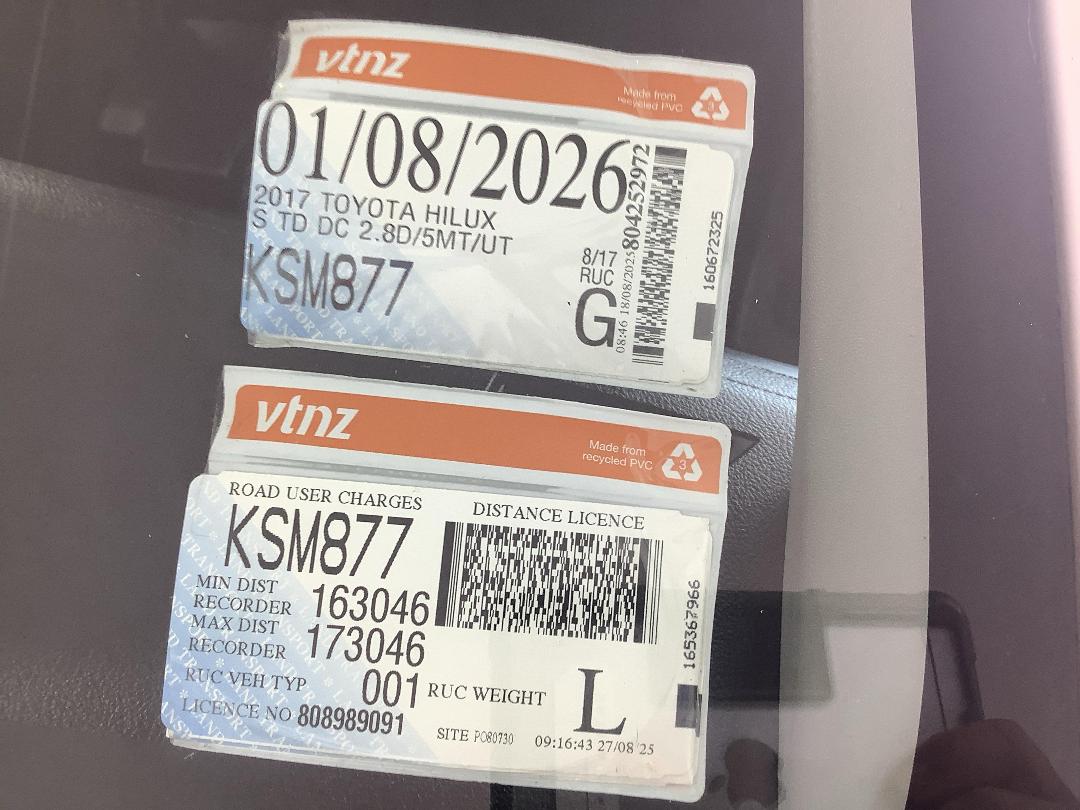 vtnz
Made from
recycled PVC
3
01/08/2026
2017 TOYOTA HILUX
S TD DC 2.8D/5MT/UT
KSM877
8/17
RUC
G
08:46 18/08/2025 804252972
160672325
vtnz
Made from
recycled PVC
3
ROAD USER CHARGES
DISTANCE LICENCE
KSM877
MIN DIST
RECORDER 163046
MAX DIST
RECORDER 173046
RUC VEH TYP 001 RUC WEIGHT L
LICENCE NO 808989091
SITE PO80730 09:16:43 27/08 25
165367966